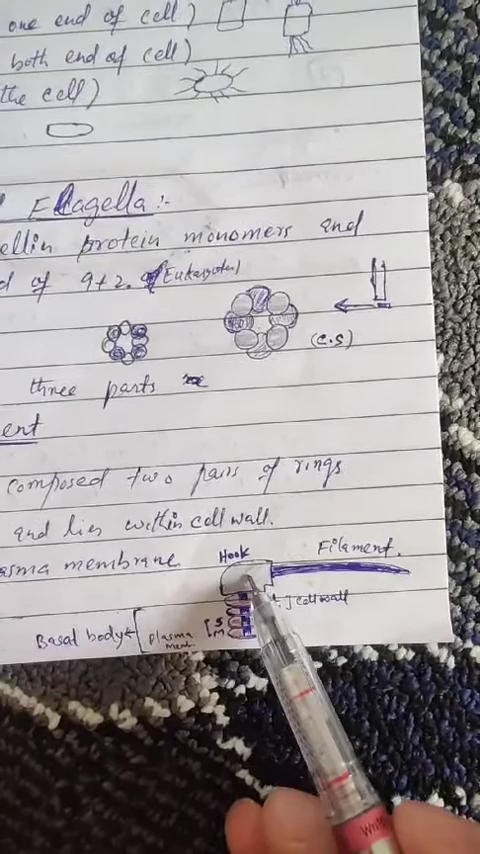 one end of cell)
both end of cell)
the cell)
Flagella :-
ellin protein monomers and
d of 9+2. (Eukaryotes)
(C.S)
three parts
ent
composed two pairs of rings
and lies within cell wall.
asma membrane.
Hook
Filament.
] Cell wall
Basal body
Plasma
mem.
[S
M
Write